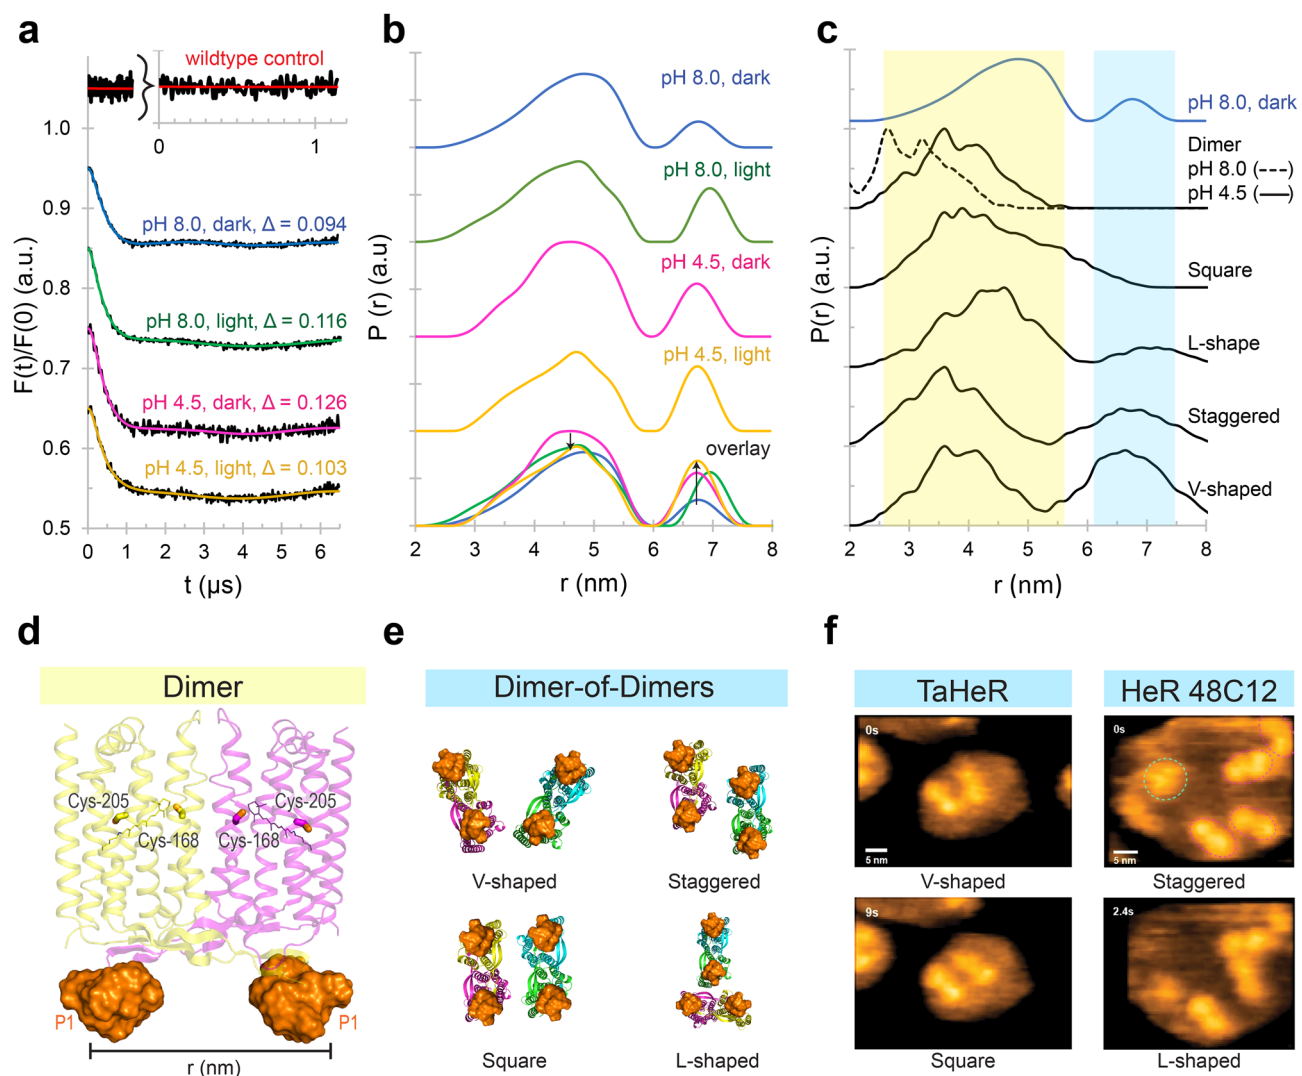 a
wildtype control
0
1
1.0
0.9
0.8
0.7
0.6
0.5
F(t)/F(0) (a.u.)
pH 8.0, dark, Δ = 0.094
pH 8.0, light, Δ = 0.116
pH 4.5, dark, Δ = 0.126
pH 4.5, light, Δ = 0.103
0 1 2 3 4 5 6
t (µs)
b
P (r) (a.u)
pH 8.0, dark
pH 8.0, light
pH 4.5, dark
pH 4.5, light
overlay
2 3 4 5 6 7 8
r (nm)
c
P(r) (a.u.)
pH 8.0, dark
Dimer
pH 8.0 (---)
pH 4.5 (—)
Square
L-shape
Staggered
V-shaped
2 3 4 5 6 7 8
r (nm)
d
Dimer
Cys-205
Cys-168
Cys-168
Cys-205
P1
P1
r (nm)
e
Dimer-of-Dimers
V-shaped
Staggered
Square
L-shaped
f
TaHeR
HeR 48C12
0s
5 nm
V-shaped
0s
5 nm
Staggered
9s
Square
2.4s
L-shaped